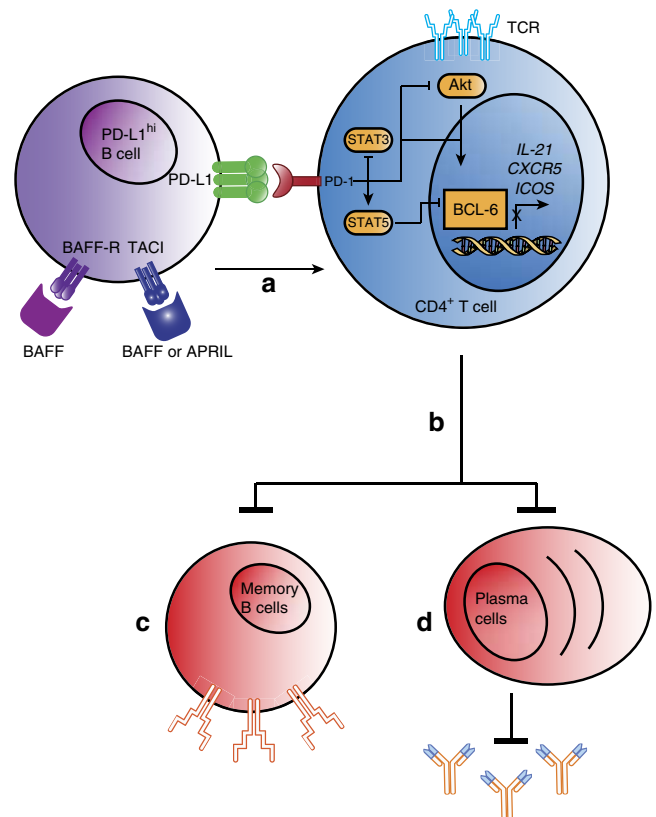 TCR
Akt
PD-L1hi
B cell
STAT3
IL-21
CXCR5
ICOS
PD-L1
PD-1
BCL-6
X
STAT5
BAFF-R TACI
a
CD4+ T cell
BAFF
BAFF or APRIL
b
Memory
B cells
c
Plasma
cells
d